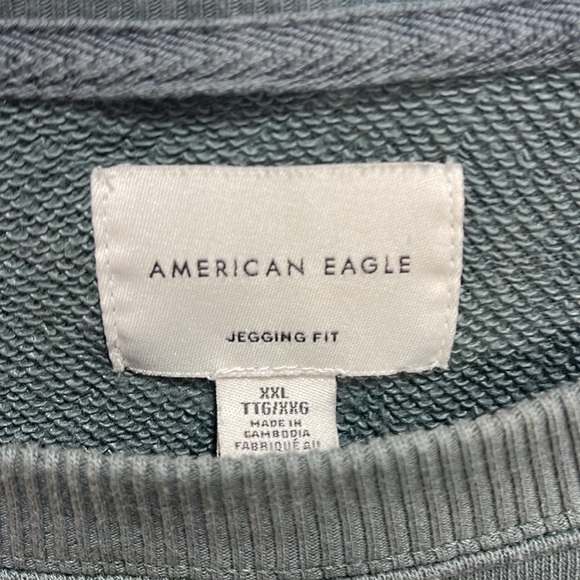 AMERICAN EAGLE
JEGGING FIT
XXL
TTG/XXG
MADE IN
CAMBODIA
FABRIQUÉ AU